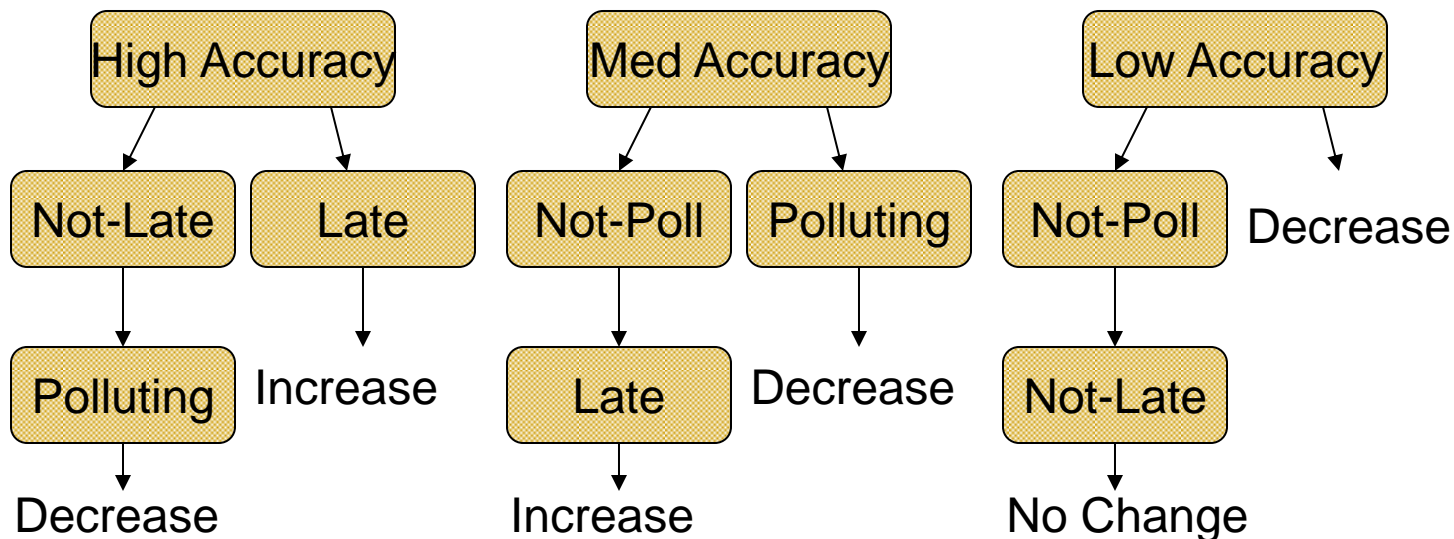 High Accuracy
Med Accuracy
Low Accuracy
Not-Late
Late
Not-Poll
Polluting
Not-Poll
Decrease
Polluting
Increase
Late
Decrease
Not-Late
Decrease
Increase
No Change